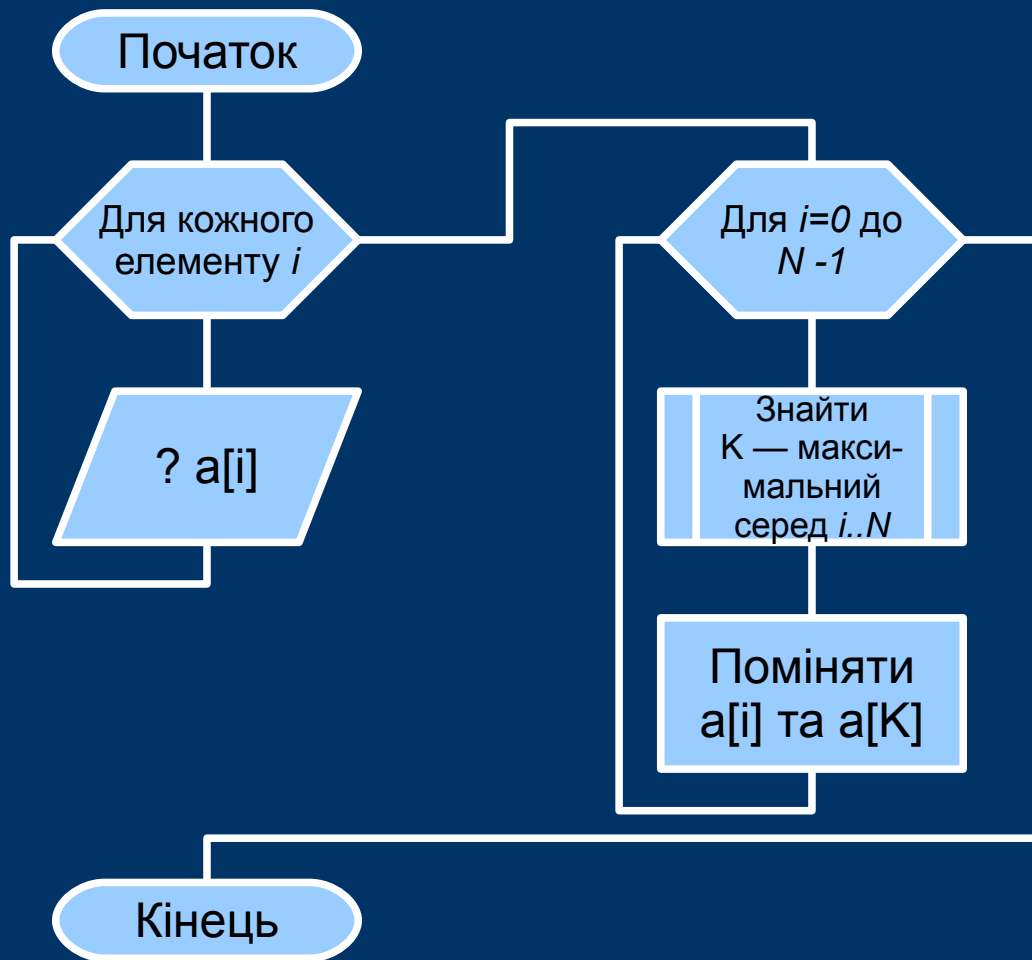 Початок
Для кожного
елементу i
? a[i]
Для i=0 до
N -1
Знайти
K — макси-
мальний
серед i..N
Поміняти
a[i] та a[K]
Кінець